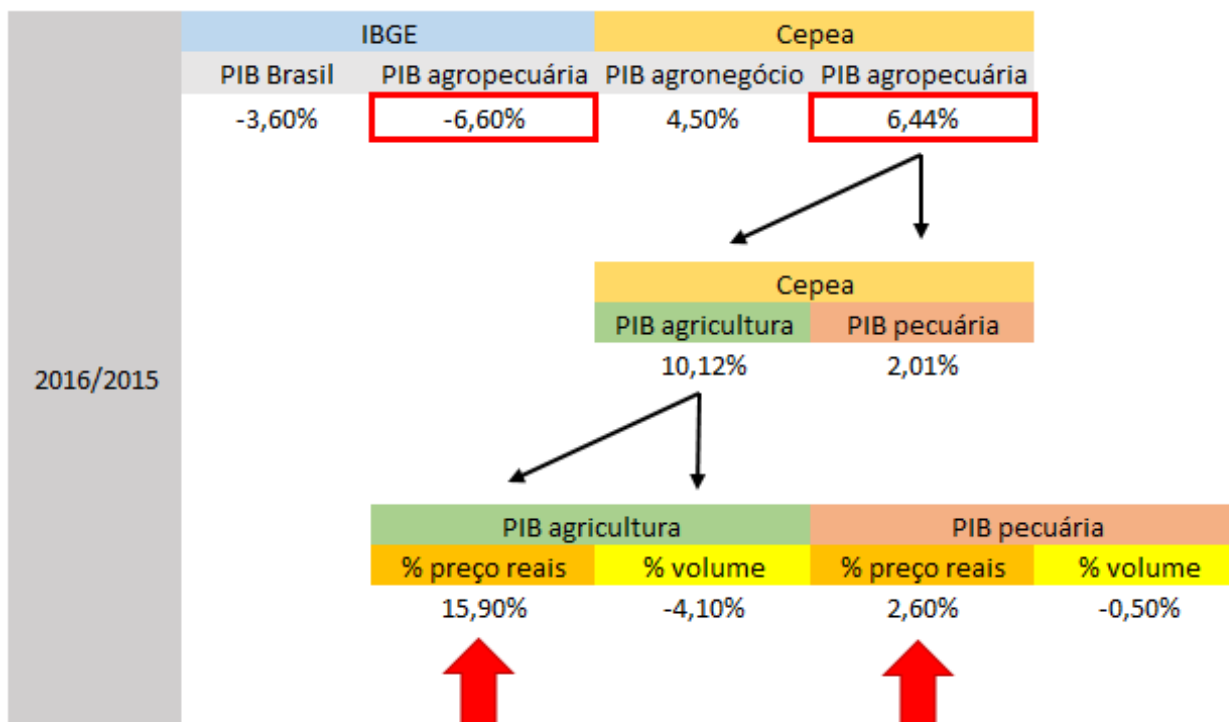 IBGE Cepea
PIB Brasil PIB agropecuária PIB agronegócio PIB agropecuária
-3,60% -6,60% 4,50% 6,44%
Cepea
PIB agricultura PIB pecuária
10,12% 2,01%
2016/2015
PIB agricultura PIB pecuária
% preço reais % volume % preço reais % volume
15,90% -4,10% 2,60% -0,50%